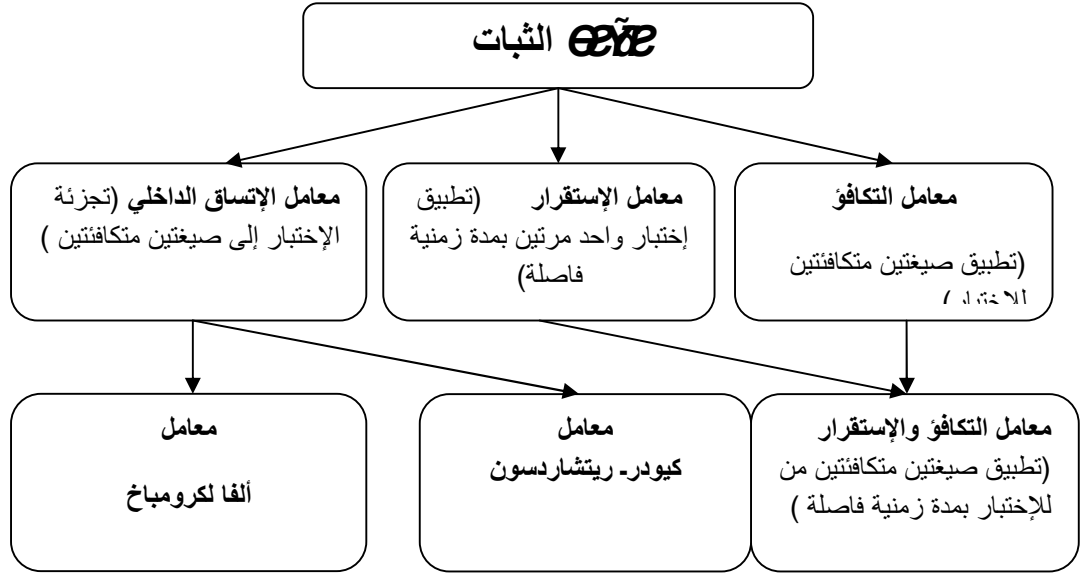 الثبات
معامل التكافؤ
(تطبيق صيغتين متكافئتين
للاختبار)
معامل الإستقرار (تطبيق
إختبار واحد مرتين بمدة زمنية
فاصلة)
معامل الإتساق الداخلي (تجزئة
الإختبار إلى صيغتين متكافئتين )
معامل التكافؤ والإستقرار
(تطبيق صيغتين متكافئتين من
للإختبار بمدة زمنية فاصلة )
معامل
كيودر- ريتشاردسون
معامل
ألفا لكرومباخ